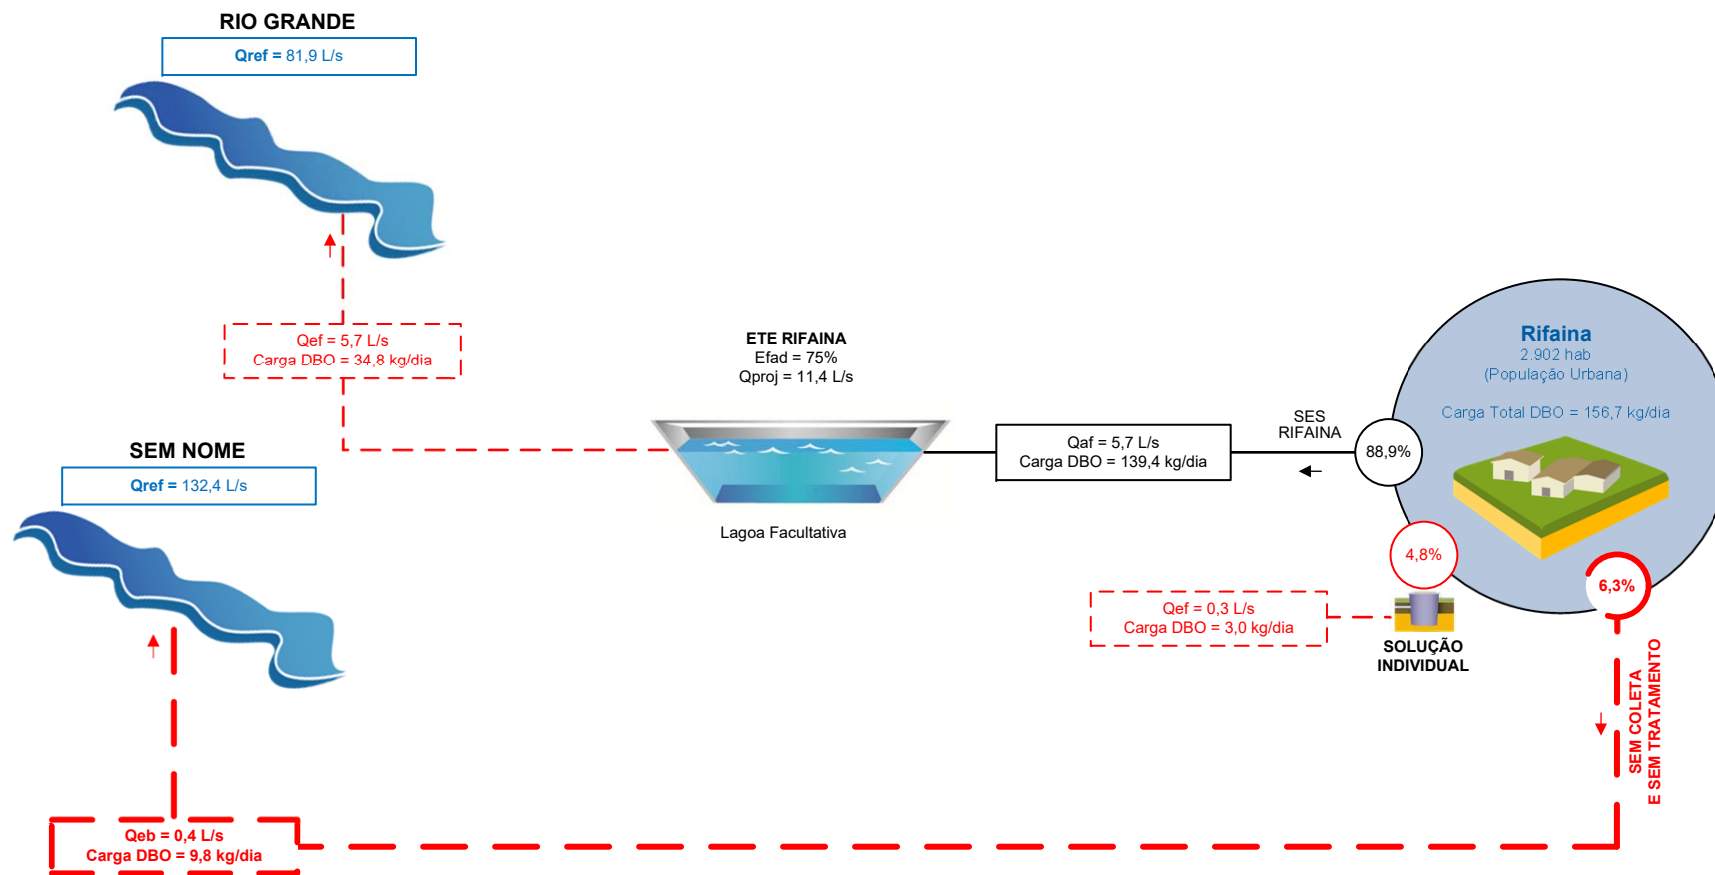 RIO GRANDE
Qref = 81,9 L/s
Qef = 5,7 L/s
Carga DBO = 34,8 kg/dia
SEM NOME
Qref = 132,4 L/s
ETE RIFAINA
Efad = 75%
Qproj = 11,4 L/s
Lagoa Facultativa
Qaf = 5,7 L/s
Carga DBO = 139,4 kg/dia
SES
RIFAINA
88,9%
Rifaina
2.902 hab
(População Urbana)
Carga Total DBO = 156,7 kg/dia
4,8%
6,3%
Qef = 0,3 L/s
Carga DBO = 3,0 kg/dia
SOLUÇÃO
INDIVIDUAL
SEM COLETA
E SEM TRATAMENTO
Qeb = 0,4 L/s
Carga DBO = 9,8 kg/dia